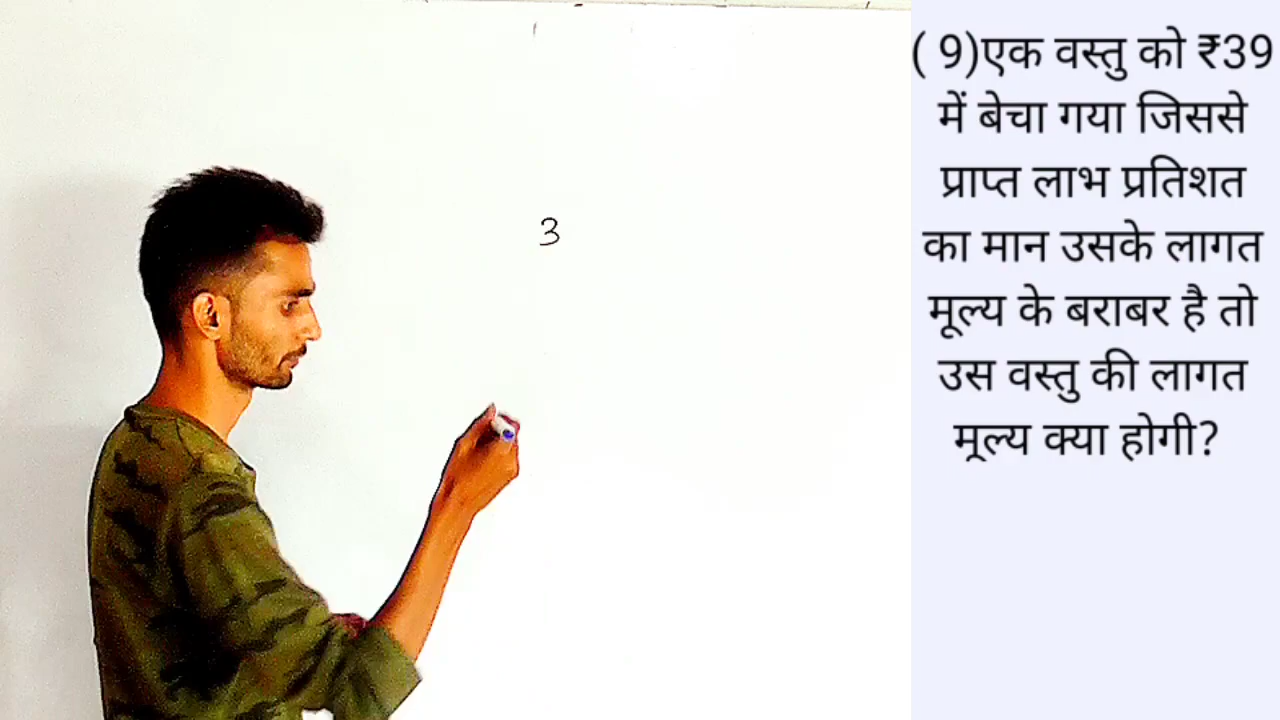 3
( 9)एक वस्तु को ₹39
में बेचा गया जिससे
प्राप्त लाभ प्रतिशत
का मान उसके लागत
मूल्य के बराबर है तो
उस वस्तु की लागत
मूल्य क्या होगी?